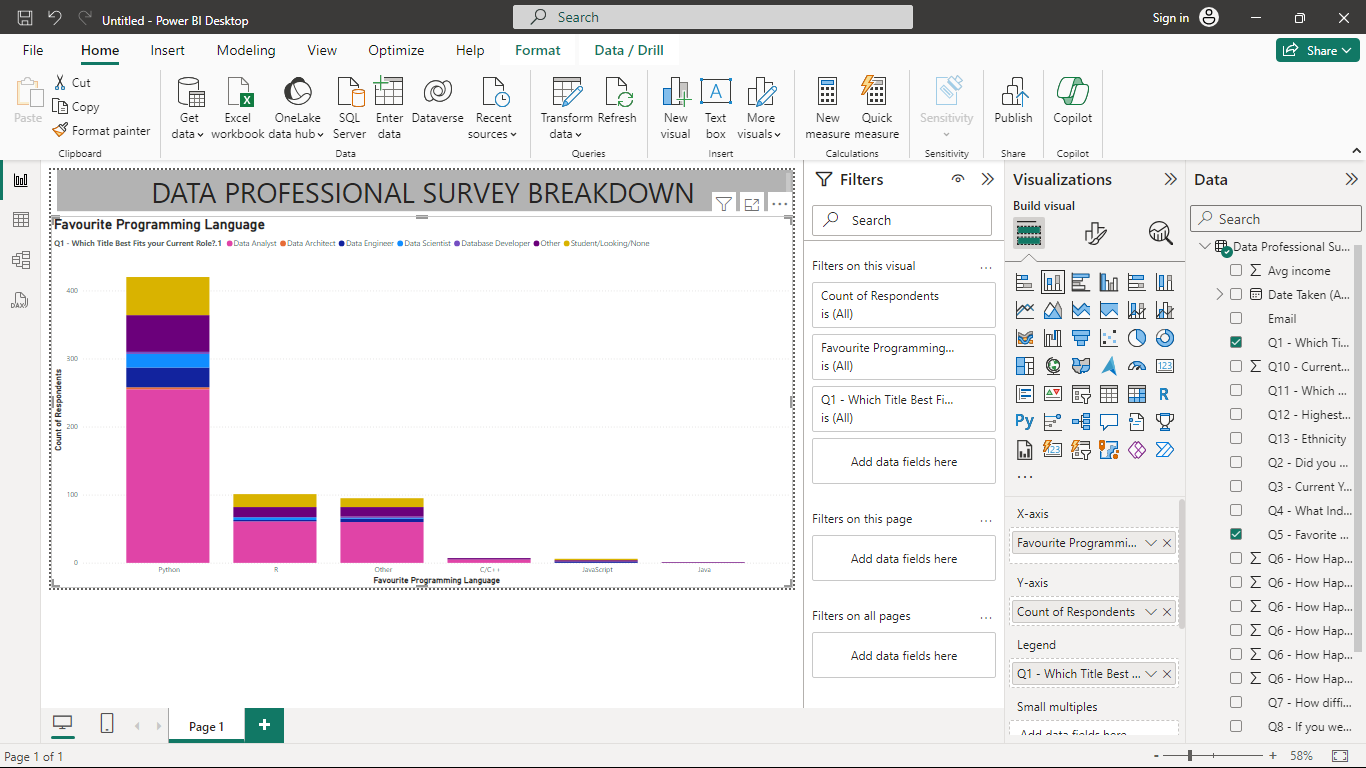 Untitled - Power BI Desktop
Search
Sign in
File Home Insert Modeling View Optimize Help Format Data / Drill
Share
Paste
Cut
Copy
Format painter
Clipboard
Get data
Excel workbook
OneLake data hub
SQL Server
Enter data
Dataverse
Recent sources
Data
Transform data
Refresh
Queries
New visual
Text box
More visuals
Insert
New measure
Quick measure
Calculations
Sensitivity
Sensitivity
Publish
Share
Copilot
Copilot
DATA PROFESSIONAL SURVEY BREAKDOWN
Favourite Programming Language
Q1 - Which Title Best Fits your Current Role?.1 Data Analyst Data Architect Data Engineer Data Scientist Database Developer Other Student/Looking/None
Count of Respondents
400
300
200
100
0
Python R Other C/C++ JavaScript Java
Favourite Programming Language
Filters
Search
Filters on this visual ...
Count of Respondents
is (All)
Favourite Programming...
is (All)
Q1 - Which Title Best Fi...
is (All)
Add data fields here
Filters on this page ...
Add data fields here
Filters on all pages ...
Add data fields here
Visualizations
Build visual
123
R
Py
123
...
X-axis
Favourite Programmi...
Y-axis
Count of Respondents
Legend
Q1 - Which Title Best ...
Small multiples
Add data fields here
Data
Search
Data Professional Su...
Avg income
Date Taken (A...
Email
Q1 - Which Ti...
Q10 - Current...
Q11 - Which ...
Q12 - Highest...
Q13 - Ethnicity
Q2 - Did you ...
Q3 - Current Y...
Q4 - What Ind...
Q5 - Favorite ...
Q6 - How Hap...
Q6 - How Hap...
Q6 - How Hap...
Q6 - How Hap...
Q6 - How Hap...
Q6 - How Hap...
Q7 - How diffi...
Q8 - If you we...
DAX
Page 1
+
Page 1 of 1
- + 58%